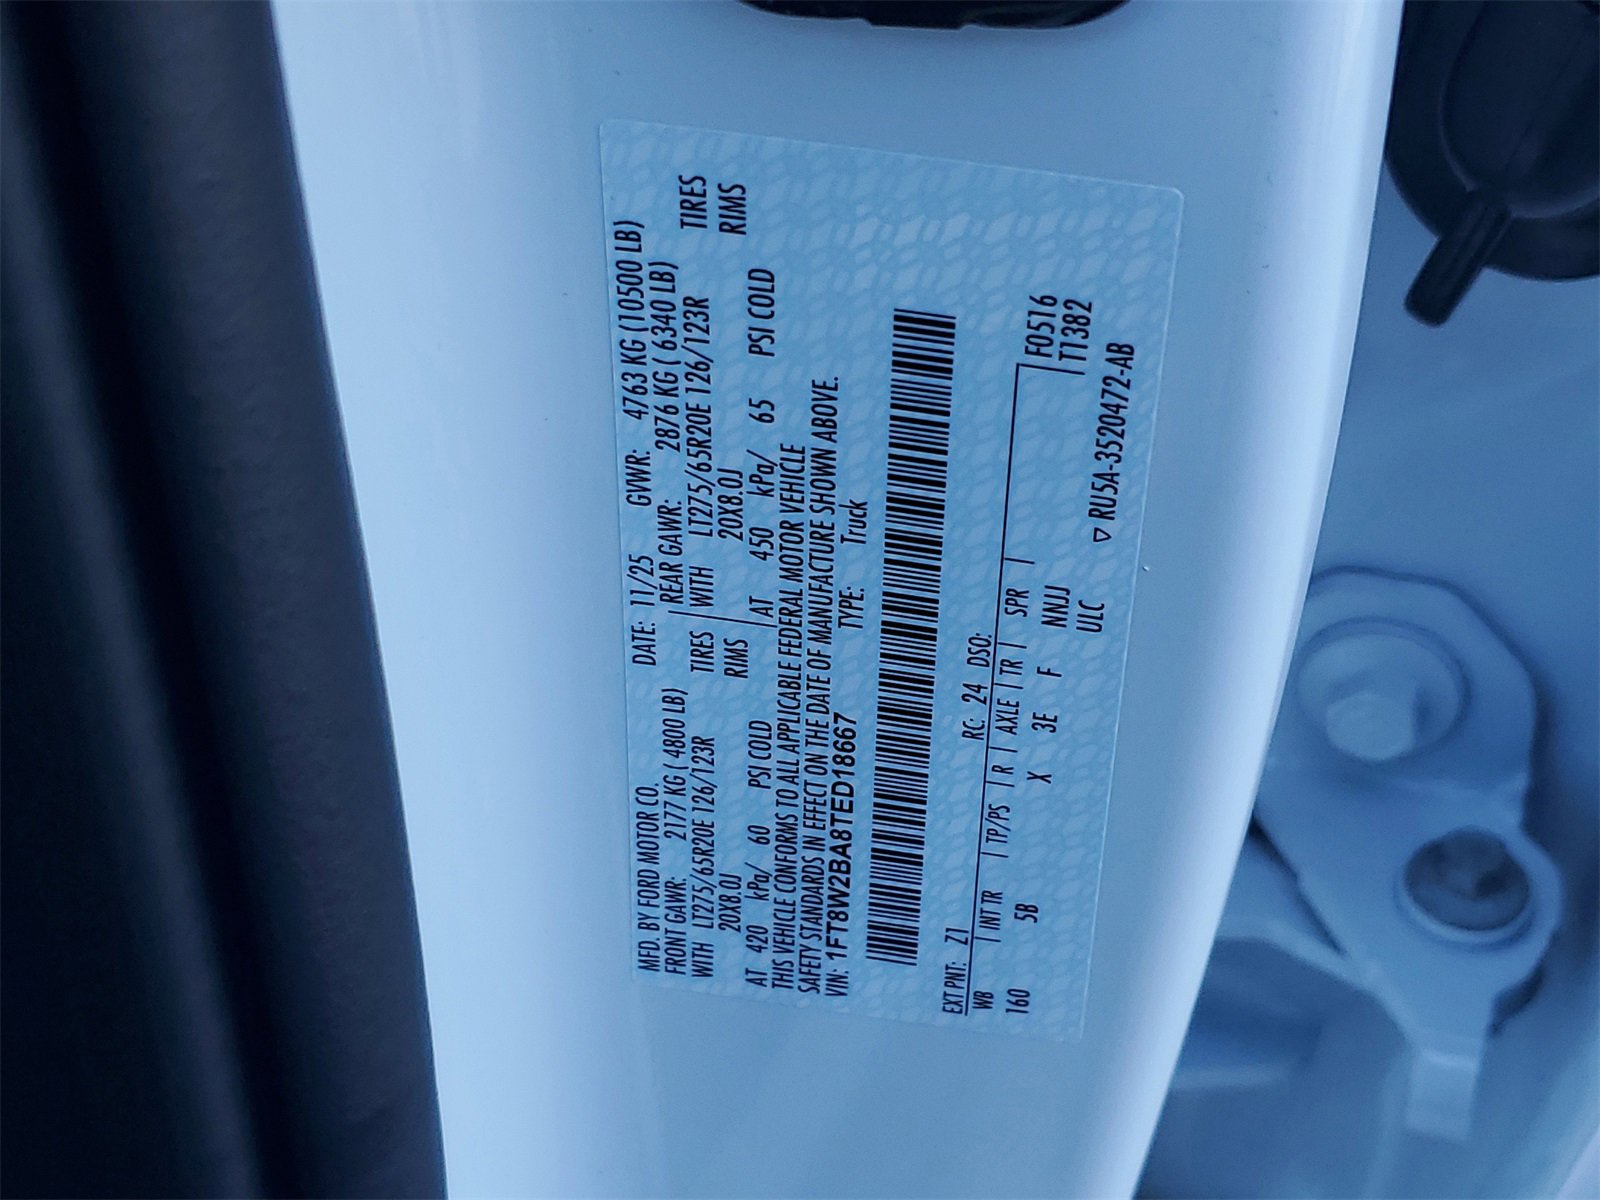 MFD. BY FORD MOTOR CO.
DATE: 11/25 GVWR: 4763 KG (10500 LB)
FRONT GAWR: 2177 KG ( 4800 LB) REAR GAWR: 2876 KG ( 6340 LB)
WITH LT275/65R20E 126/123R TIRES WITH LT275/65R20E 126/123R TIRES
20X8.0J RIMS 20X8.0J RIMS
AT 420 kPa/ 60 PSI COLD AT 450 kPa/ 65 PSI COLD
THIS VEHICLE CONFORMS TO ALL APPLICABLE FEDERAL MOTOR VEHICLE
SAFETY STANDARDS IN EFFECT ON THE DATE OF MANUFACTURE SHOWN ABOVE.
VIN: 1FT8W2BA8TED18667 TYPE: Truck
EXT PNT: Z1 RC: 24 DSO:
WB | INT TR | TP/PS | R | AXLE | TR | SPR | F0516
160 5B X 3E F NNJJ T1382
ULC
▽ RU5A-3520472-AB